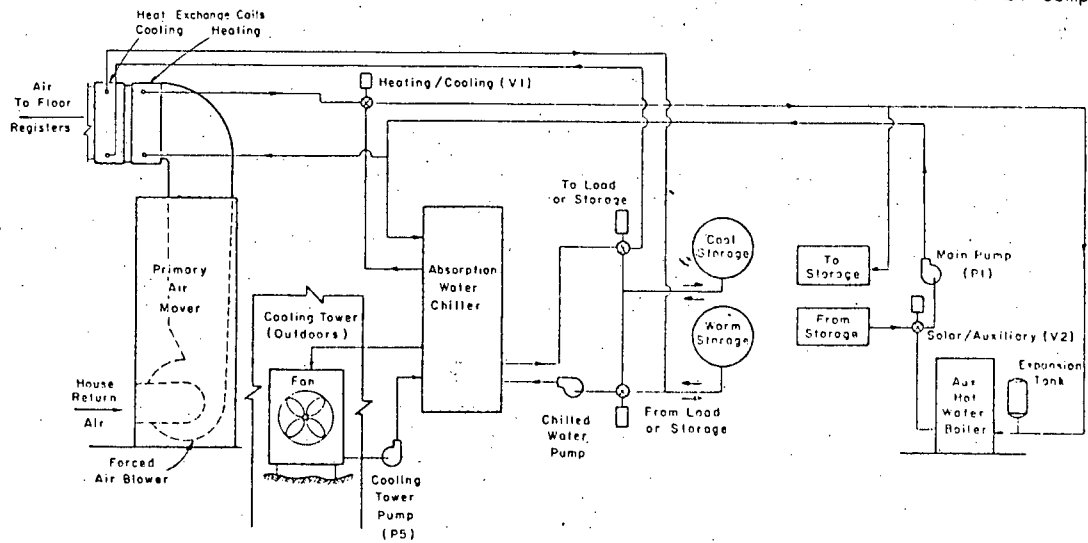 Comp
Heat Exchange Coils
Cooling
Heating
Air
To Floor
Registers
Heating/Cooling (V1)
To Load
or Storage
Cool
Storage
Primary
Air
Mover
Absorption
Water
Chiller
To
Storage
Main Pump
(P1)
Cooling Tower
(Outdoors)
Warm
Storage
From
Storage
Solar/Auxiliary (V2)
Fan
Expansion
Tank
House
Return
Air
Aux
Hot
Water
Boiler
From Load
or Storage
Chilled
Water
Pump
Forced
Air Blower
Cooling
Tower
Pump
(P5)